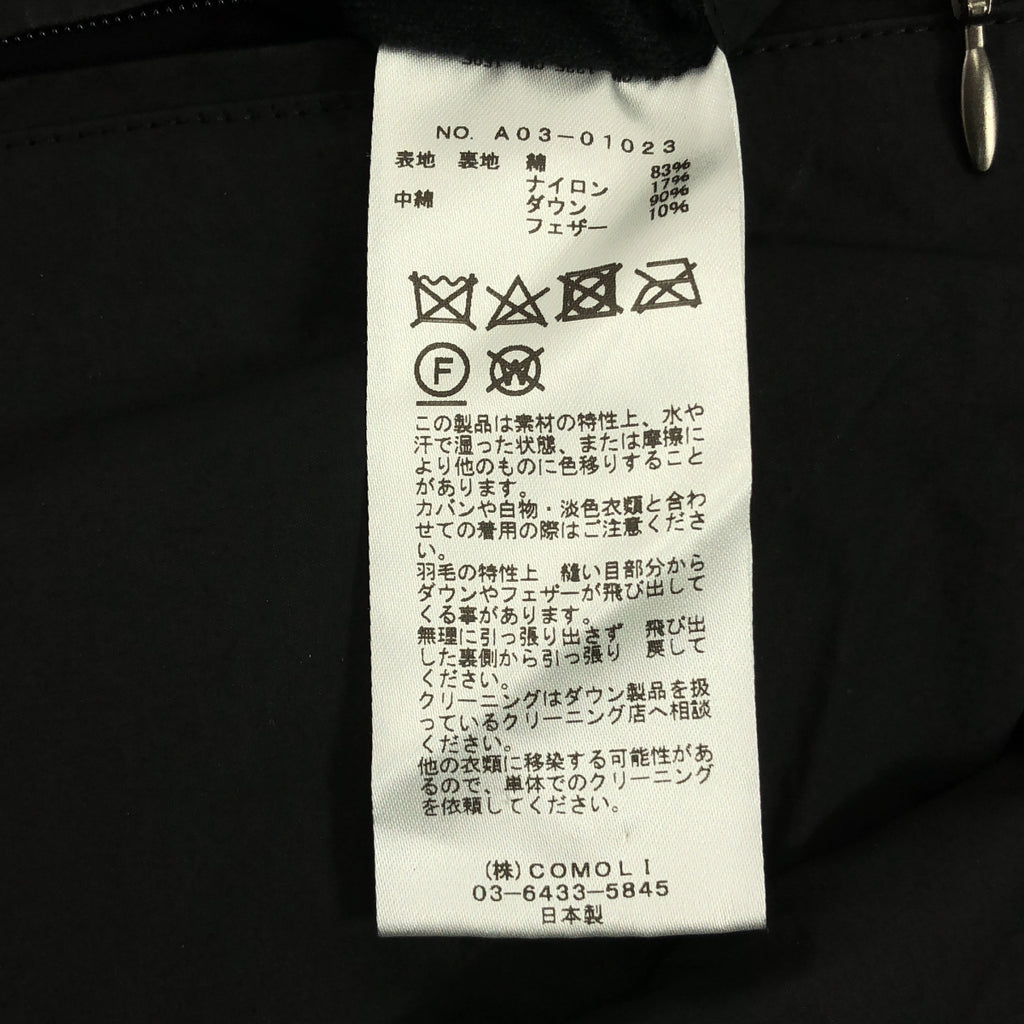 NO. A03-01023
表地 裏地 綿 83%
ナイロン 17%
中綿 ダウン 90%
フェザー 10%
F W
この製品は素材の特性上、水や
汗で湿った状態、または摩擦に
より他のものに色移りすること
があります。
カバンや白物・淡色衣類と合わ
せての着用の際はご注意くださ
い。
羽毛の特性上 縫い目部分から
ダウンやフェザーが飛び出して
くる事があります。
無理に引っ張り出さず 飛び出
した裏側から引っ張り 戻して
ください。
クリーニングはダウン製品を扱
っているクリーニング店へ相談
ください。
他の衣類に移染する可能性があ
るので、単体でのクリーニング
を依頼してください。
(株)COMOLI
03-6433-5845
日本製